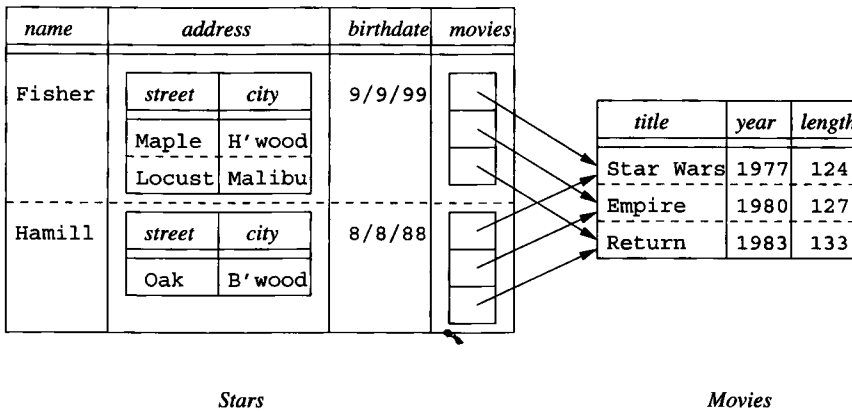 name address birthdate movies
Fisher street city 9/9/99
Maple H'wood
Locust Malibu
Hamill street city 8/8/88
Oak B'wood
title year length
Star Wars 1977 124
Empire 1980 127
Return 1983 133
Stars Movies